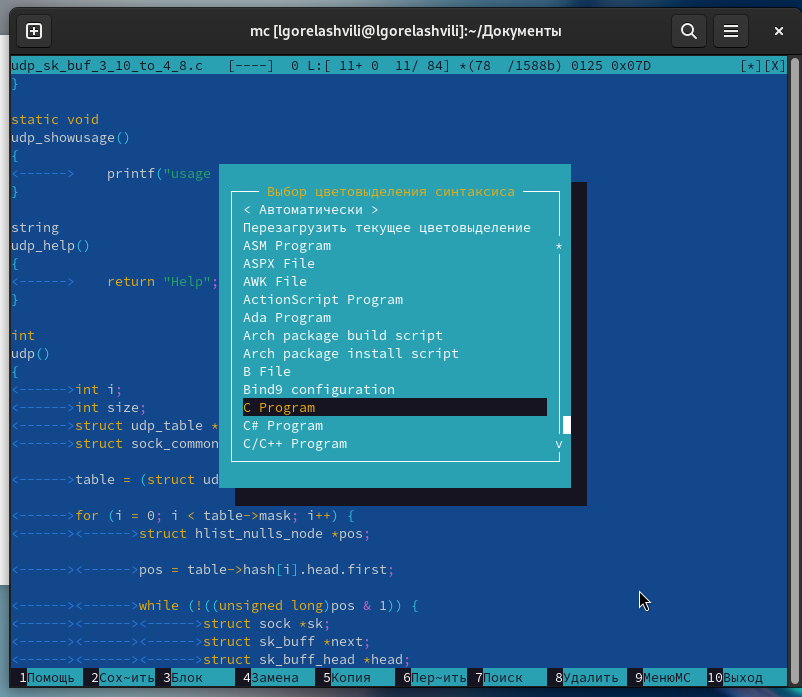 mc [lgorelashvili@lgorelashvili]:~/Документы
udp_sk_buf_3_10_to_4_8.c   [----]  0 L:[ 11+ 0  11/ 84] *(78  /1588b) 0125 0x07D           [*][X]
}
static void
udp_showusage()
{
<------>    printf("usage
}
string
udp_help()
{
<------>    return "Help";
}
int
udp()
{
<------>int i;
<------>int size;
<------>struct udp_table *
<------>struct sock_common
<------>table = (struct ud
<------>for (i = 0; i < table->mask; i++) {
<------><------>struct hlist_nulls_node *pos;
<------><------>pos = table->hash[i].head.first;
<------><------>while (!((unsigned long)pos & 1)) {
<------><------><------>struct sock *sk;
<------><------><------>struct sk_buff *next;
<------><------><------>struct sk_buff_head *head;
Выбор цветовыделения синтаксиса
< Автоматически >
Перезагрузить текущее цветовыделение
ASM Program
ASPX File
AWK File
ActionScript Program
Ada Program
Arch package build script
Arch package install script
B File
Bind9 configuration
C Program
C# Program
C/C++ Program
1Помощь 2Сох~ить 3Блок 4Замена 5Копия 6Пер~ить 7Поиск 8Удалить 9МенюMC 10Выход